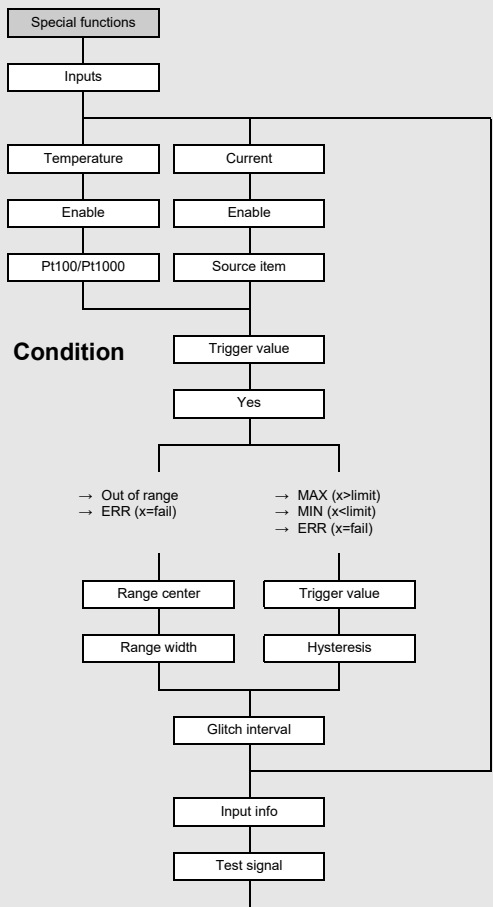 Special functions
Inputs
Temperature
Current
Enable
Enable
Pt100/Pt1000
Source item
Condition
Trigger value
Yes
→ Out of range
→ ERR (x=fail)
→ MAX (x>limit)
→ MIN (x<limit)
→ ERR (x=fail)
Range center
Trigger value
Range width
Hysteresis
Glitch interval
Input info
Test signal